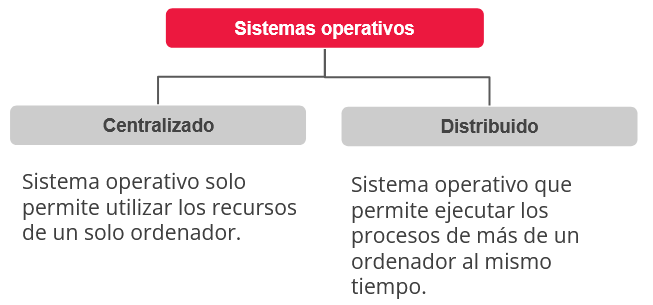 Sistemas operativos
Centralizado
Sistema operativo solo
permite utilizar los recursos
de un solo ordenador.
Distribuido
Sistema operativo que
permite ejecutar los
procesos de más de un
ordenador al mismo
tiempo.